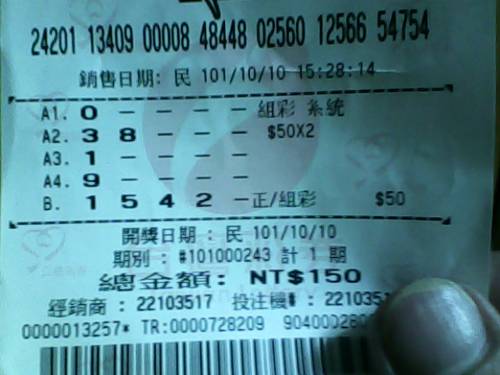 24201 13409 00008 48448 02560 12566 54754
銷售日期: 民 101/10/10 15:28:14
A1. 0 - - - - 組彩 系統
A2. 3 8 - - - $50X2
A3. 1 - - - -
A4. 9 - - - -
B. 1 5 4 2 - 正/組彩 $50
開獎日期 : 民 101/10/10
期別 : #101000243 計 1 期
總金額: NT$150
經銷商 : 22103517 投注機# : 2210351
0000013257* TR:0000728209 90400028